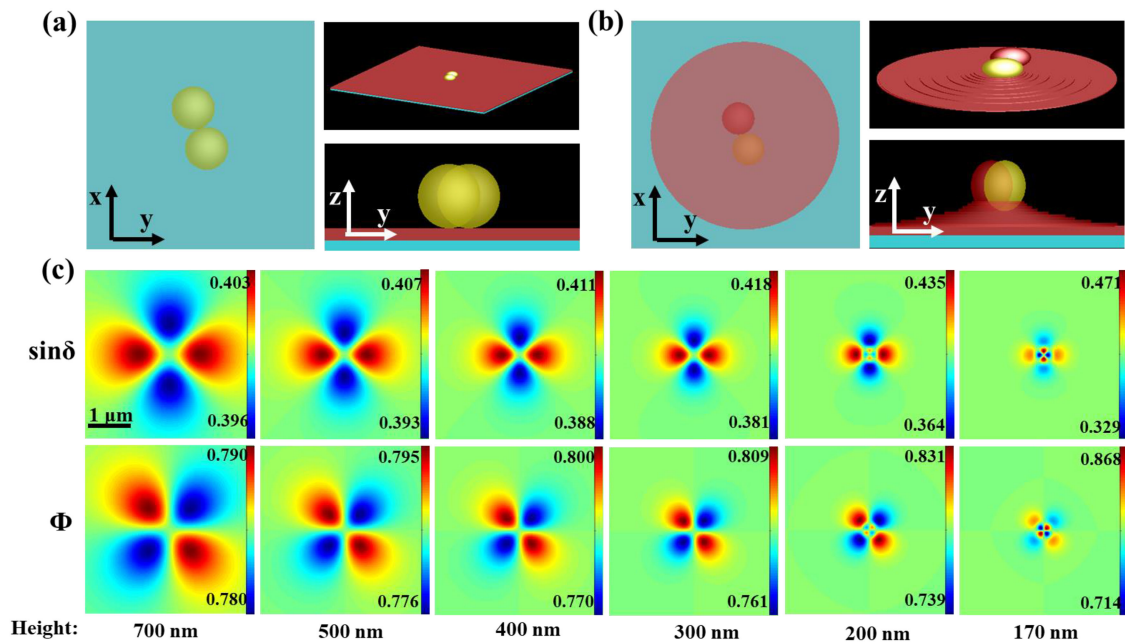 (a)
(b)
x
y
z
y
x
y
z
y
(c)
sinδ
0.403
0.407
0.411
0.418
0.435
0.471
1 μm
0.396
0.393
0.388
0.381
0.364
0.329
Φ
0.790
0.795
0.800
0.809
0.831
0.868
0.780
0.776
0.770
0.761
0.739
0.714
Height: 700 nm 500 nm 400 nm 300 nm 200 nm 170 nm